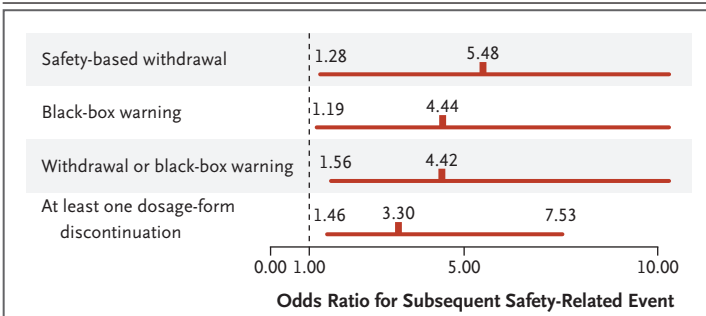 Safety-based withdrawal 1.28 5.48
Black-box warning 1.19 4.44
Withdrawal or black-box warning 1.56 4.42
At least one dosage-form
discontinuation 1.46 3.30 7.53
0.00 1.00 5.00 10.00
Odds Ratio for Subsequent Safety-Related Event